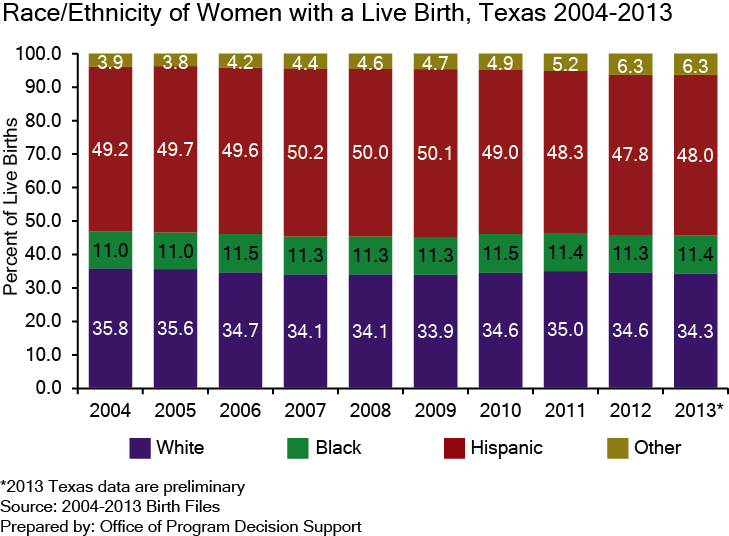 Race/Ethnicity of Women with a Live Birth, Texas 2004-2013
Percent of Live Births
100.0
90.0
80.0
70.0
60.0
50.0
40.0
30.0
20.0
10.0
0.0
3.9 3.8 4.2 4.4 4.6 4.7 4.9 5.2 6.3 6.3
49.2 49.7 49.6 50.2 50.0 50.1 49.0 48.3 47.8 48.0
11.0 11.0 11.5 11.3 11.3 11.3 11.5 11.4 11.3 11.4
35.8 35.6 34.7 34.1 34.1 33.9 34.6 35.0 34.6 34.3
2004 2005 2006 2007 2008 2009 2010 2011 2012 2013*
White Black Hispanic Other
*2013 Texas data are preliminary
Source: 2004-2013 Birth Files
Prepared by: Office of Program Decision Support